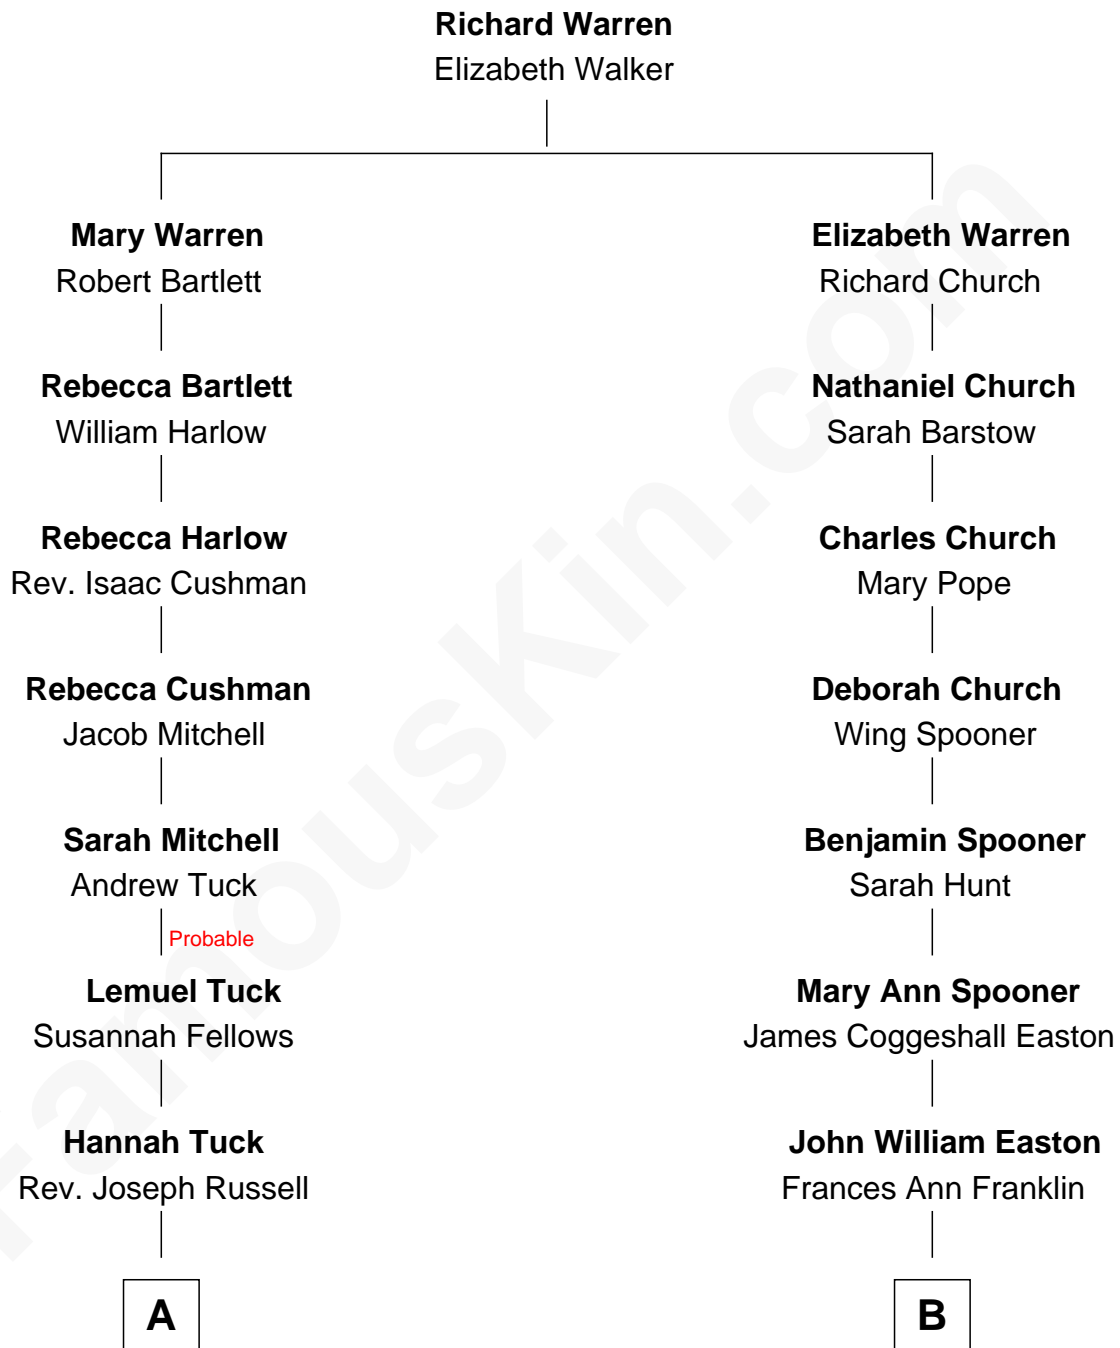 Richard Warren
Elizabeth Walker
Mary Warren
Robert Bartlett
Elizabeth Warren
Richard Church
Rebecca Bartlett
William Harlow
Nathaniel Church
Sarah Barstow
Rebecca Harlow
Rev. Isaac Cushman
Charles Church
Mary Pope
Rebecca Cushman
Jacob Mitchell
Deborah Church
Wing Spooner
Sarah Mitchell
Andrew Tuck
Benjamin Spooner
Sarah Hunt
Probable
Lemuel Tuck
Susannah Fellows
Mary Ann Spooner
James Coggeshall Easton
Hannah Tuck
Rev. Joseph Russell
John William Easton
Frances Ann Franklin
A
B
FamousKin.com